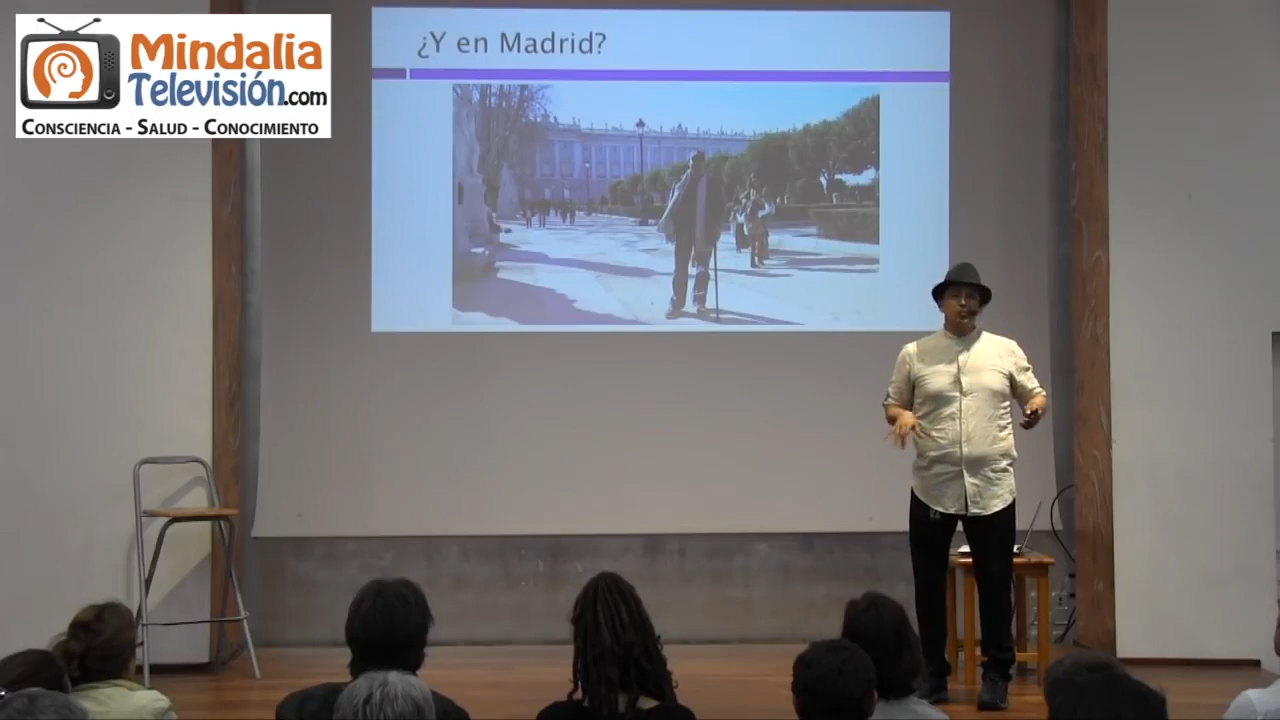 Mindalia
Televisión.com
CONSCIENCIA - SALUD - CONOCIMIENTO
¿Y en Madrid?